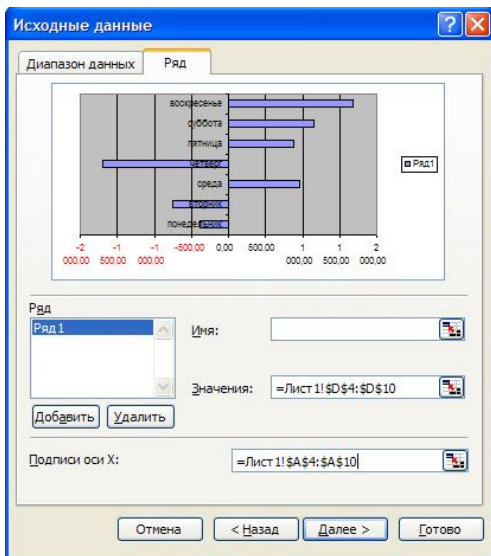 Исходные данные
Диапазон данных
Ряд
воскресенье
суббота
пятница
четверг
среда
вторник
понедельник
Ряд1
-2 000,00
-1 500,00
-1 000,00
-500,00
0,00
500,00
1 000,00
1 500,00
2 000,00
Ряд
Ряд1
Имя:
Значения:
=Лист1!$D$4:$D$10
Добавить
Удалить
Подписи оси X:
=Лист1!$A$4:$A$10
Отмена
< Назад
Далее >
Готово